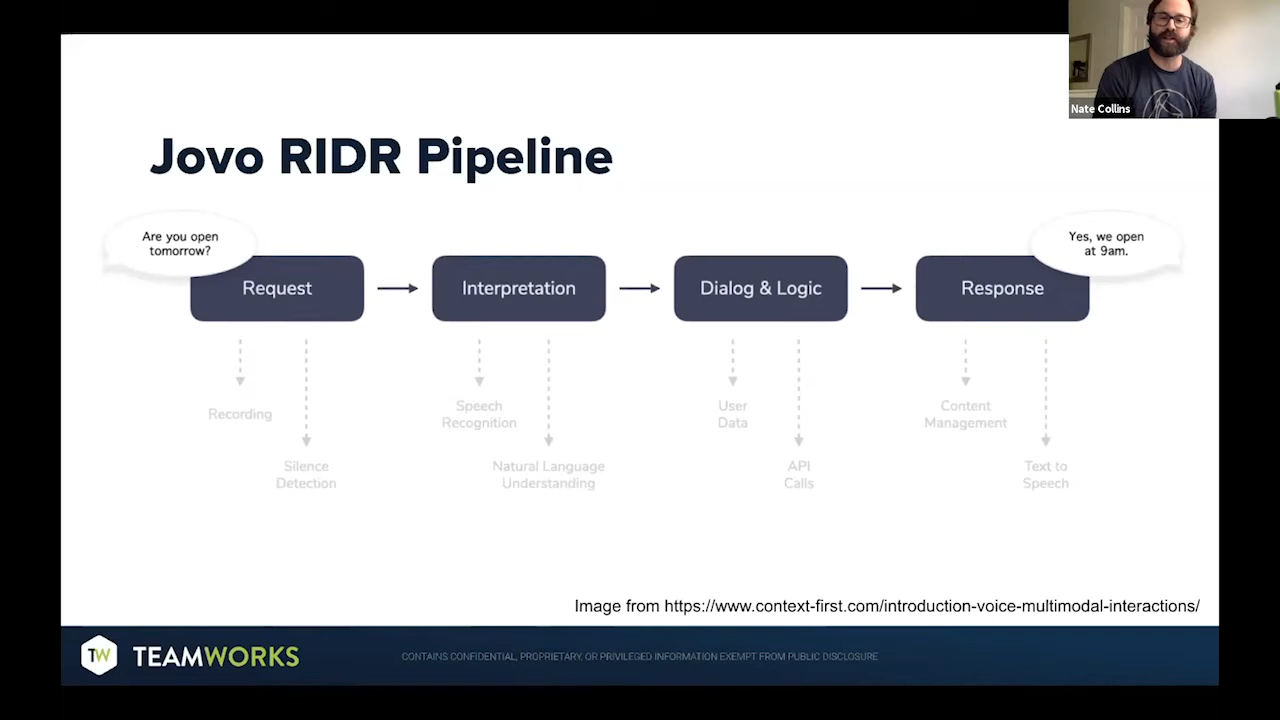 Nate Collins
Jovo RIDR Pipeline
Are you open
tomorrow?
Yes, we open
at 9am.
Request
Interpretation
Dialog & Logic
Response
Recording
Silence
Detection
Speech
Recognition
Natural Language
Understanding
User
Data
API
Calls
Content
Management
Text to
Speech
Image from https://www.context-first.com/introduction-voice-multimodal-interactions/
TW
TEAMWORKS
CONTAINS CONFIDENTIAL, PROPRIETARY, OR PRIVILEGED INFORMATION EXEMPT FROM PUBLIC DISCLOSURE